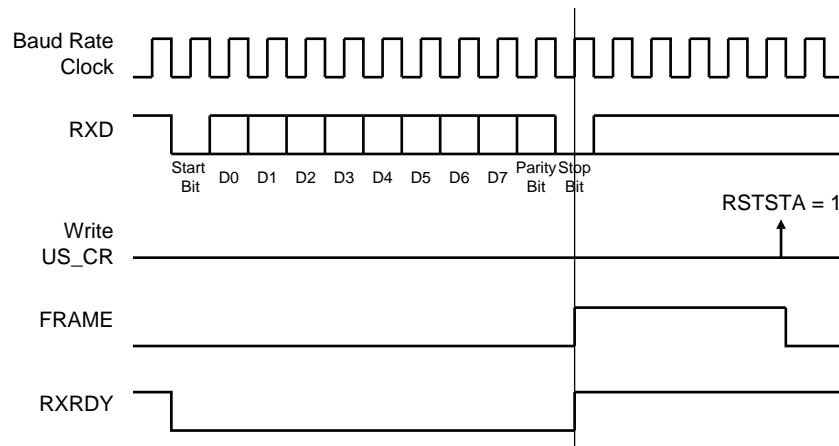 Baud Rate
Clock
RXD
Start
Bit
D0
D1
D2
D3
D4
D5
D6
D7
Parity
Bit
Stop
Bit
RSTSTA = 1
Write
US_CR
FRAME
RXRDY